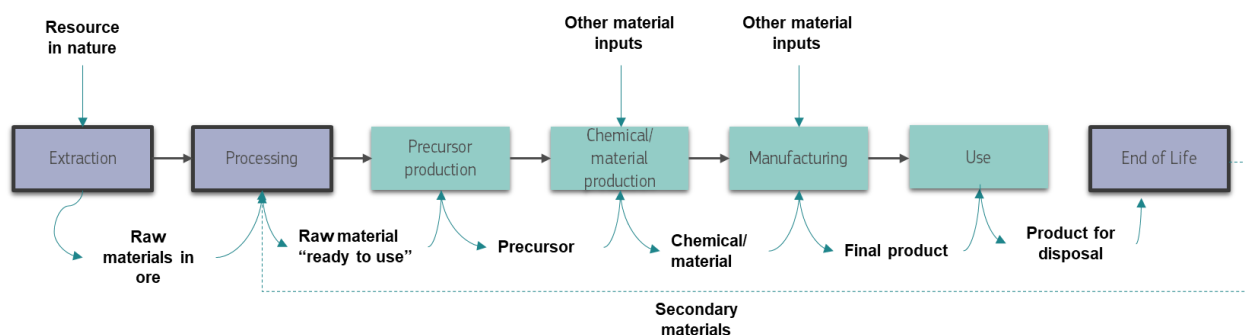 Resource
in nature
Other material
inputs
Other material
inputs
Extraction
Processing
Precursor
production
Chemical/
material
production
Manufacturing
Use
End of Life
Raw
materials in
ore
Raw material
“ready to use”
Precursor
Chemical/
material
Final product
Product for
disposal
Secondary
materials